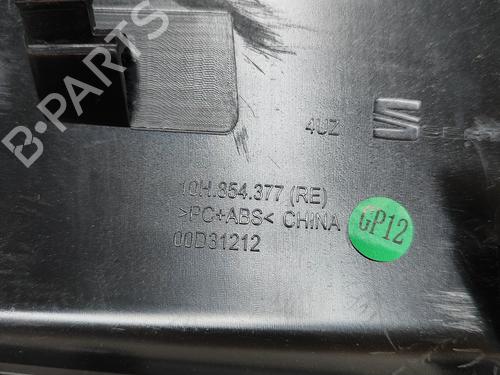 B-PARTS
4UZ
10H.854.377 (RE)
>PC+ABS< CHINA
00D31212
GP12